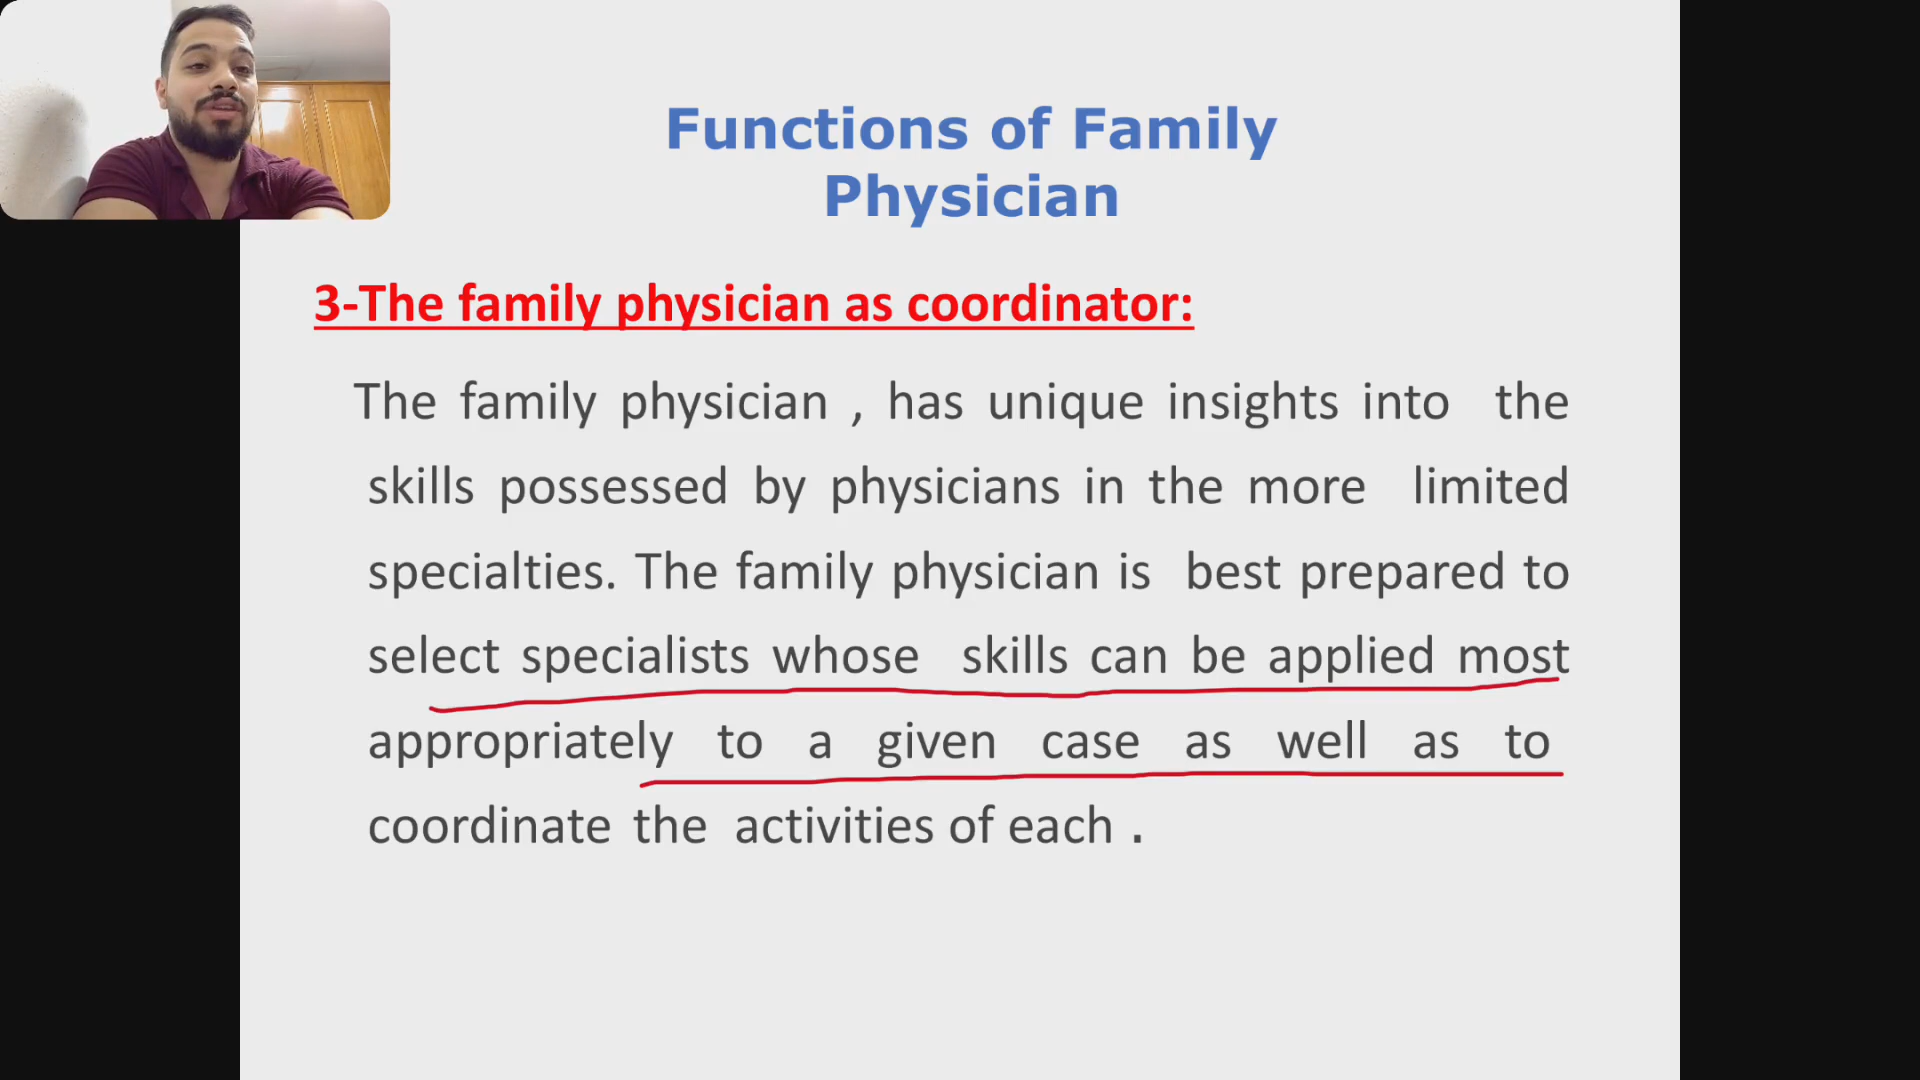 Functions of Family
Physician
3-The family physician as coordinator:
The family physician , has unique insights into the
skills possessed by physicians in the more limited
specialties. The family physician is best prepared to
select specialists whose skills can be applied most
appropriately to a given case as well as to
coordinate the activities of each .